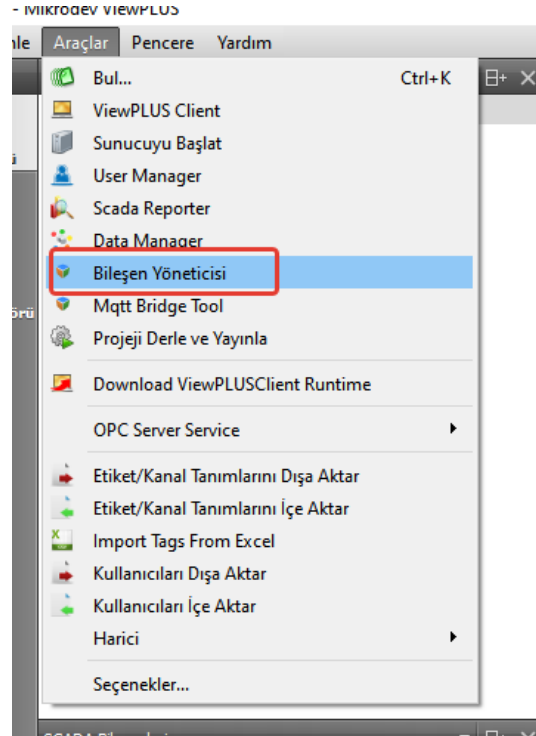 - Mikrodev ViewPLUS
nle Araçlar Pencere Yardım
Bul... Ctrl+K
ViewPLUS Client
Sunucuyu Başlat
User Manager
Scada Reporter
Data Manager
Bileşen Yöneticisi
Mqtt Bridge Tool
örü
Projeji Derle ve Yayınla
Download ViewPLUSClient Runtime
OPC Server Service
Etiket/Kanal Tanımlarını Dışa Aktar
Etiket/Kanal Tanımlarını İçe Aktar
Import Tags From Excel
Kullanıcıları Dışa Aktar
Kullanıcıları İçe Aktar
Harici
Seçenekler...